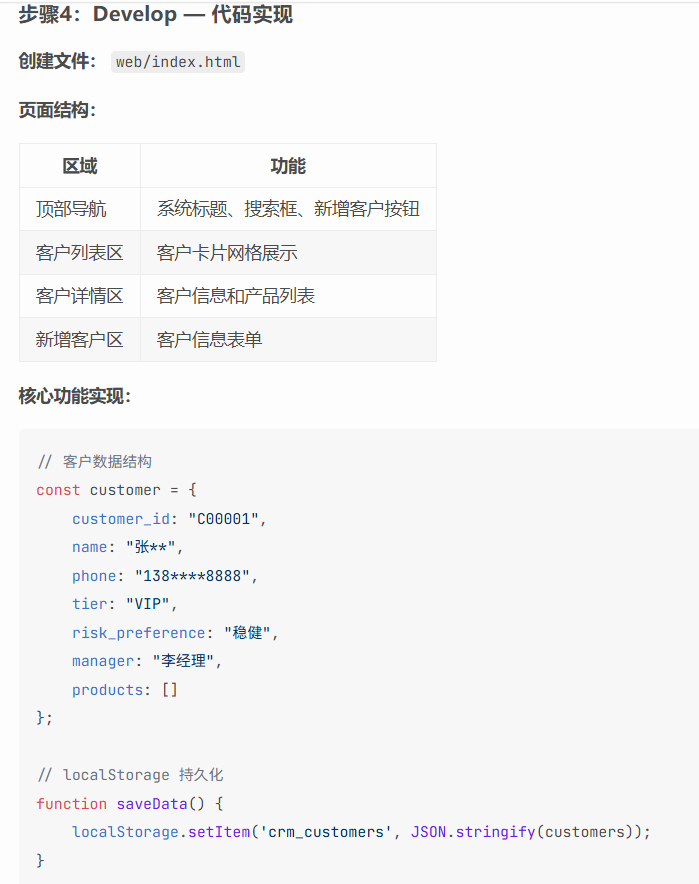 步骤4：Develop — 代码实现
创建文件： web/index.html
页面结构：
区域 功能
顶部导航 系统标题、搜索框、新增客户按钮
客户列表区 客户卡片网格展示
客户详情区 客户信息和产品列表
新增客户区 客户信息表单
核心功能实现：
// 客户数据结构
const customer = {
    customer_id: "C00001",
    name: "张**",
    phone: "138****8888",
    tier: "VIP",
    risk_preference: "稳健",
    manager: "李经理",
    products: []
};
// localStorage 持久化
function saveData() {
    localStorage.setItem('crm_customers', JSON.stringify(customers));
}